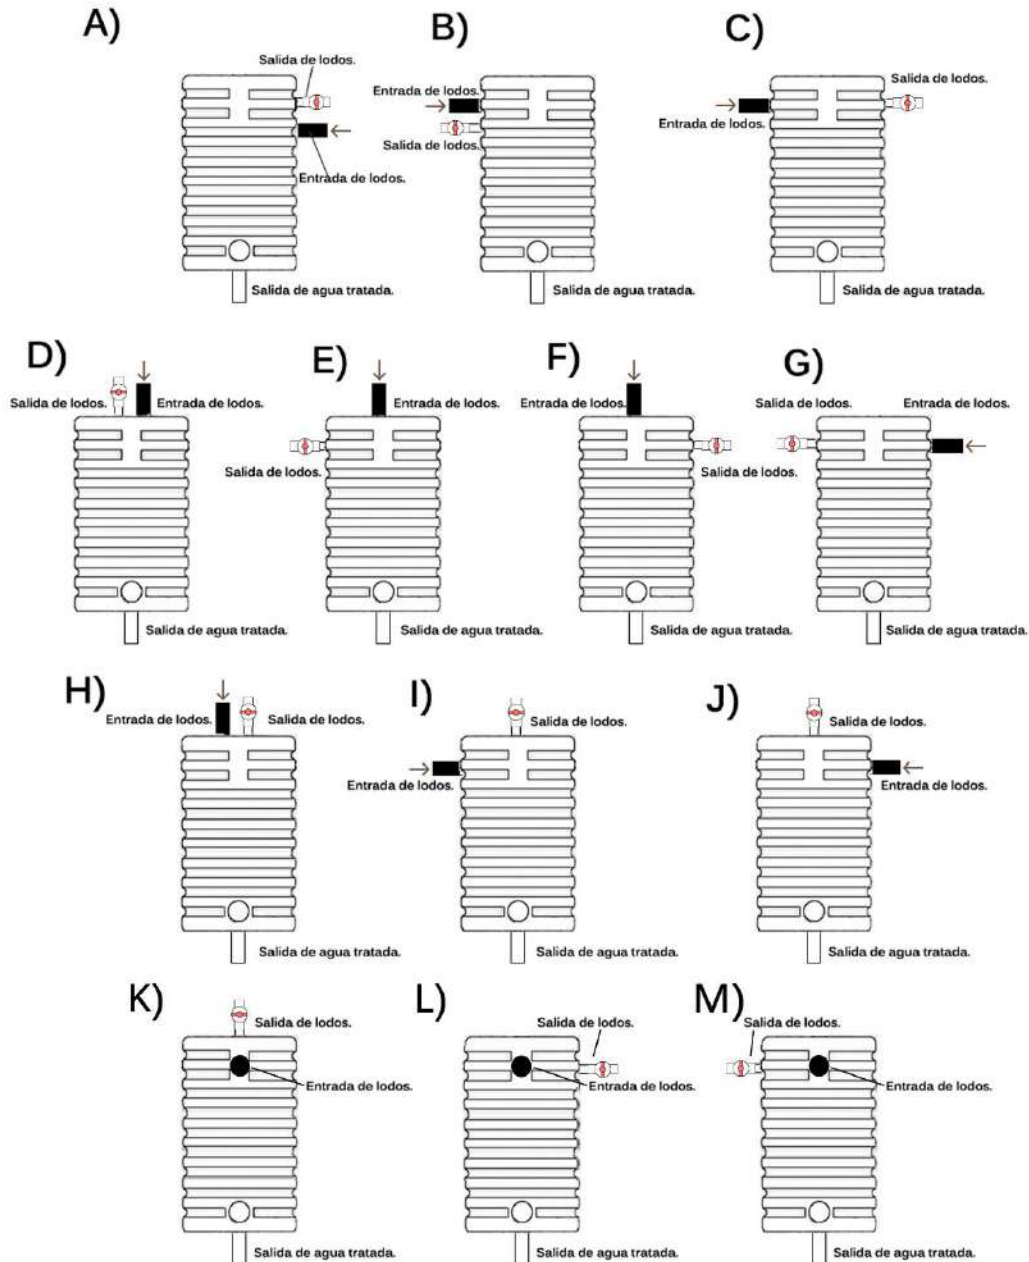 A)
Salida de lodos.
Entrada de lodos.
Salida de agua tratada.
B)
Entrada de lodos.
Salida de lodos.
Salida de agua tratada.
C)
Salida de lodos.
Entrada de lodos.
Salida de agua tratada.
D)
Salida de lodos.
Entrada de lodos.
Salida de agua tratada.
E)
Entrada de lodos.
Salida de lodos.
Salida de agua tratada.
F)
Entrada de lodos.
Salida de lodos.
Salida de agua tratada.
G)
Salida de lodos.
Entrada de lodos.
Salida de agua tratada.
H)
Entrada de lodos.
Salida de lodos.
Salida de agua tratada.
I)
Salida de lodos.
Entrada de lodos.
Salida de agua tratada.
J)
Salida de lodos.
Entrada de lodos.
Salida de agua tratada.
K)
Salida de lodos.
Entrada de lodos.
Salida de agua tratada.
L)
Salida de lodos.
Entrada de lodos.
Salida de agua tratada.
M)
Salida de lodos.
Entrada de lodos.
Salida de agua tratada.